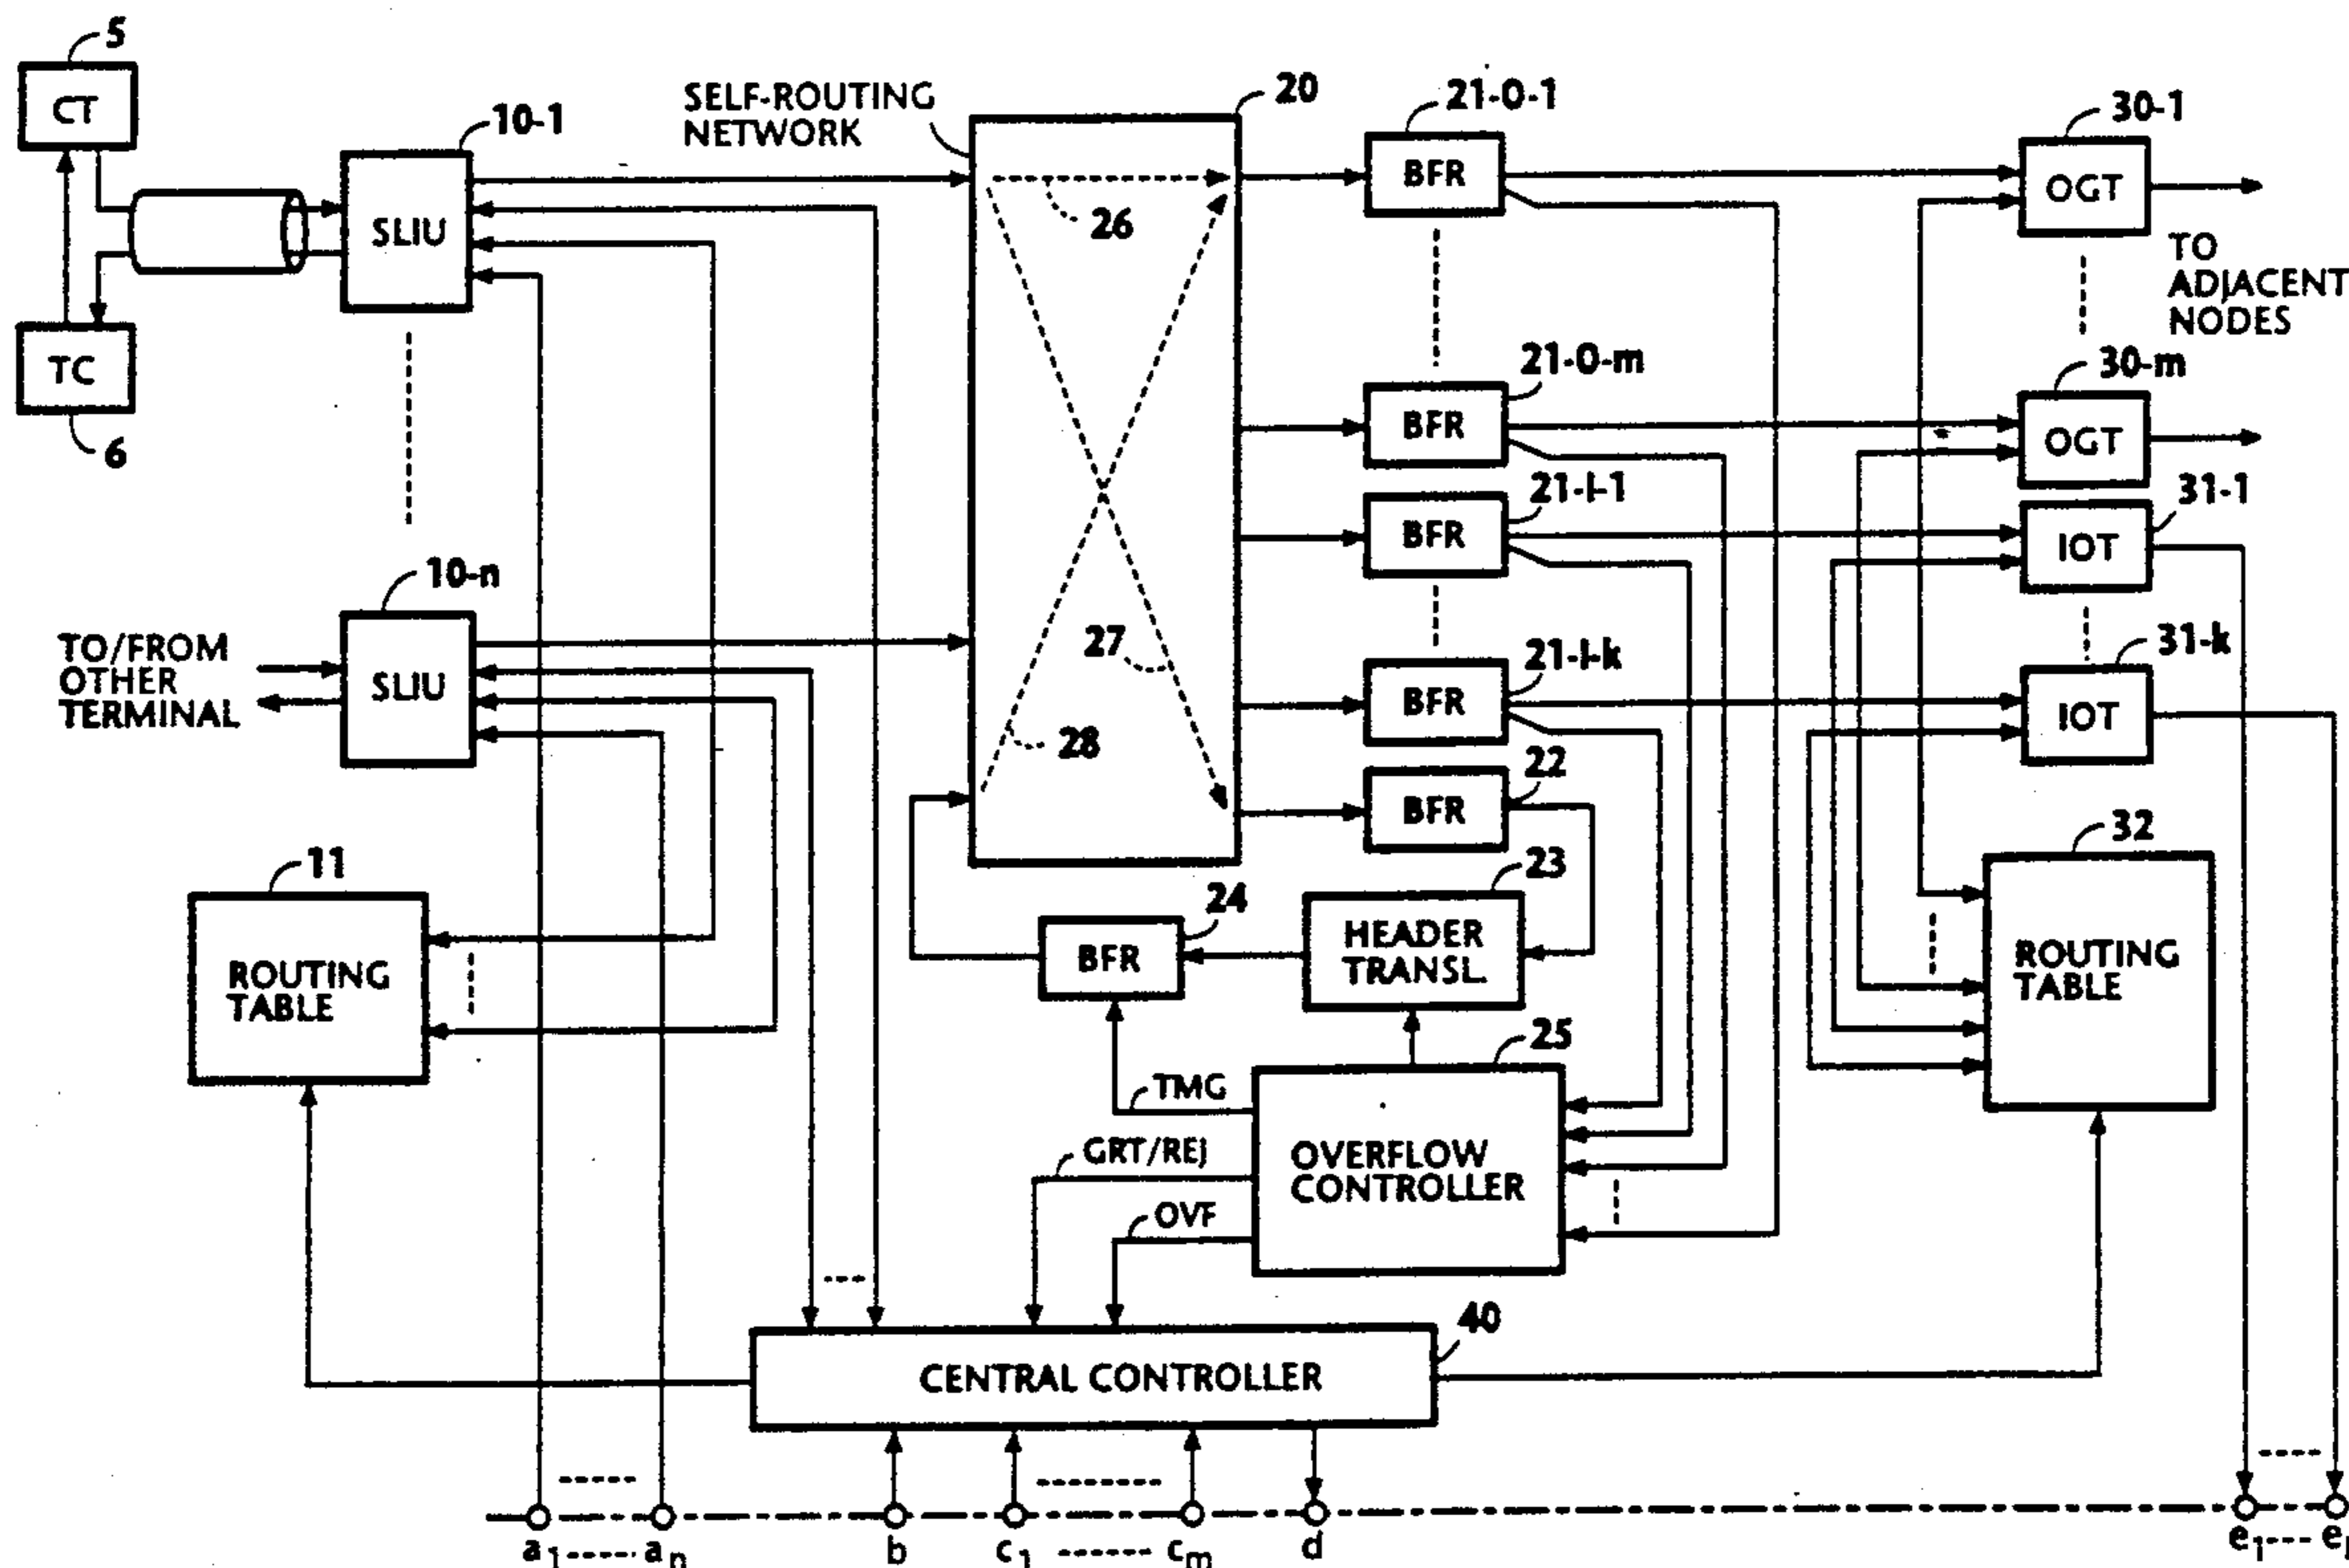 5
CT
10-1
SELF-ROUTING
NETWORK
20
21-0-1
30-1
BFR
OGT
SLIU
26
TO
ADJACENT
NODES
TC
6
21-0-m
30-m
BFR
OGT
21-I-1
31-1
BFR
IOT
10-n
TO/FROM
OTHER
TERMINAL
SLIU
27
21-I-k
31-k
BFR
IOT
28
22
BFR
32
11
23
24
ROUTING
TABLE
HEADER
TRANSL.
BFR
ROUTING
TABLE
25
TMG
GRT/REJ
OVERFLOW
CONTROLLER
OVF
40
CENTRAL CONTROLLER
a1 an b c1 cm d e1